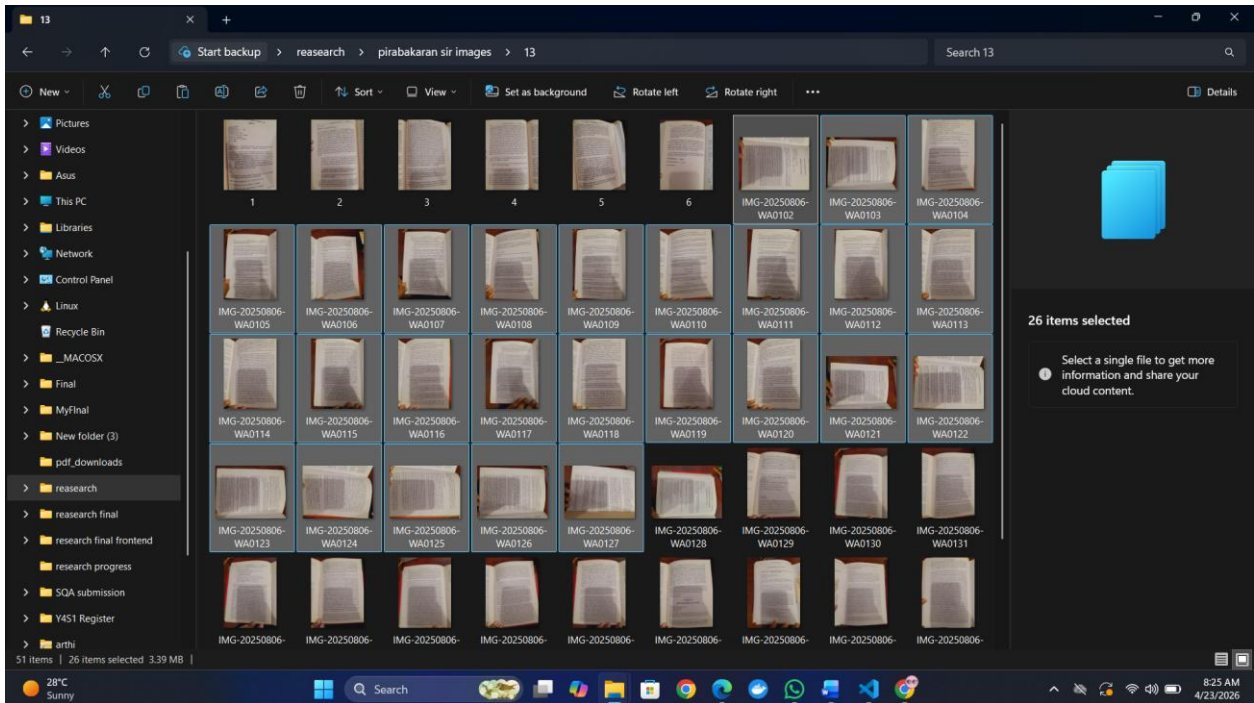 13
Start backup > reasearch > pirabakaran sir images > 13
Search 13
New
Sort
View
Set as background
Rotate left
Rotate right
Details
Pictures
Videos
Asus
This PC
Libraries
Network
Control Panel
Linux
Recycle Bin
__MACOSX
Final
MyFInal
New folder (3)
pdf_downloads
reasearch
reasearch final
research final frontend
research progress
SQA submission
Y4S1 Register
arthi
1
2
3
4
5
6
IMG-20250806-
WA0102
IMG-20250806-
WA0103
IMG-20250806-
WA0104
IMG-20250806-
WA0105
IMG-20250806-
WA0106
IMG-20250806-
WA0107
IMG-20250806-
WA0108
IMG-20250806-
WA0109
IMG-20250806-
WA0110
IMG-20250806-
WA0111
IMG-20250806-
WA0112
IMG-20250806-
WA0113
IMG-20250806-
WA0114
IMG-20250806-
WA0115
IMG-20250806-
WA0116
IMG-20250806-
WA0117
IMG-20250806-
WA0118
IMG-20250806-
WA0119
IMG-20250806-
WA0120
IMG-20250806-
WA0121
IMG-20250806-
WA0122
IMG-20250806-
WA0123
IMG-20250806-
WA0124
IMG-20250806-
WA0125
IMG-20250806-
WA0126
IMG-20250806-
WA0127
IMG-20250806-
WA0128
IMG-20250806-
WA0129
IMG-20250806-
WA0130
IMG-20250806-
WA0131
IMG-20250806-
IMG-20250806-
IMG-20250806-
IMG-20250806-
IMG-20250806-
IMG-20250806-
IMG-20250806-
IMG-20250806-
IMG-20250806-
26 items selected
Select a single file to get more
information and share your
cloud content.
51 items | 26 items selected 3.39 MB |
28°C
Sunny
Search
8:25 AM
4/23/2026